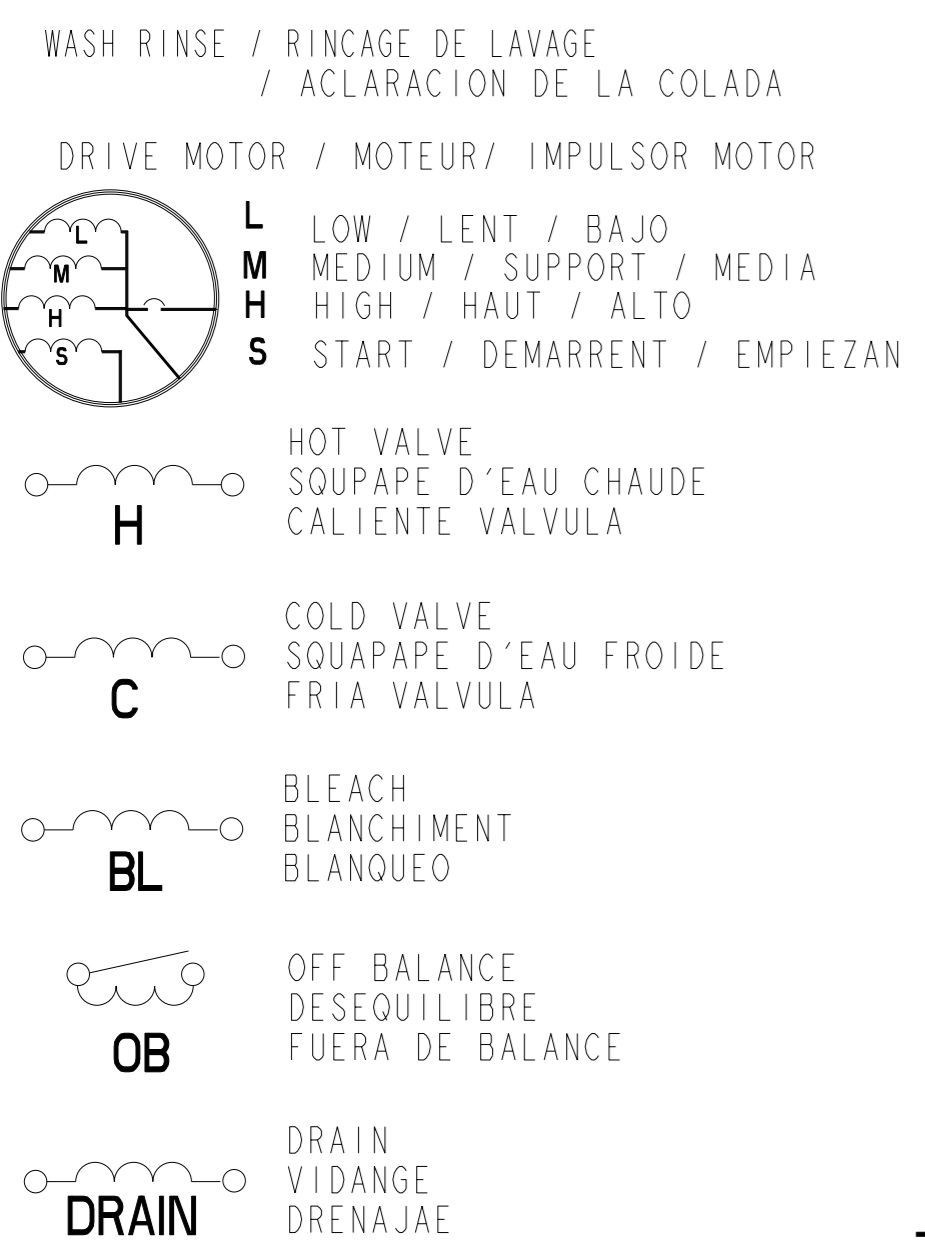 WASH RINSE / RINCAGE DE LAVAGE
/ ACLARACION DE LA COLADA
DRIVE MOTOR / MOTEUR/ IMPULSOR MOTOR
L
M
H
S
L LOW / LENT / BAJO
M MEDIUM / SUPPORT / MEDIA
H HIGH / HAUT / ALTO
S START / DEMARRENT / EMPIEZAN
HOT VALVE
SQUPAPE D'EAU CHAUDE
CALIENTE VALVULA
H
COLD VALVE
SQUAPAPE D'EAU FROIDE
FRIA VALVULA
C
BLEACH
BLANCHIMENT
BLANQUEO
BL
OFF BALANCE
DESEQUILIBRE
FUERA DE BALANCE
OB
DRAIN
VIDANGE
DRENAJAE
DRAIN